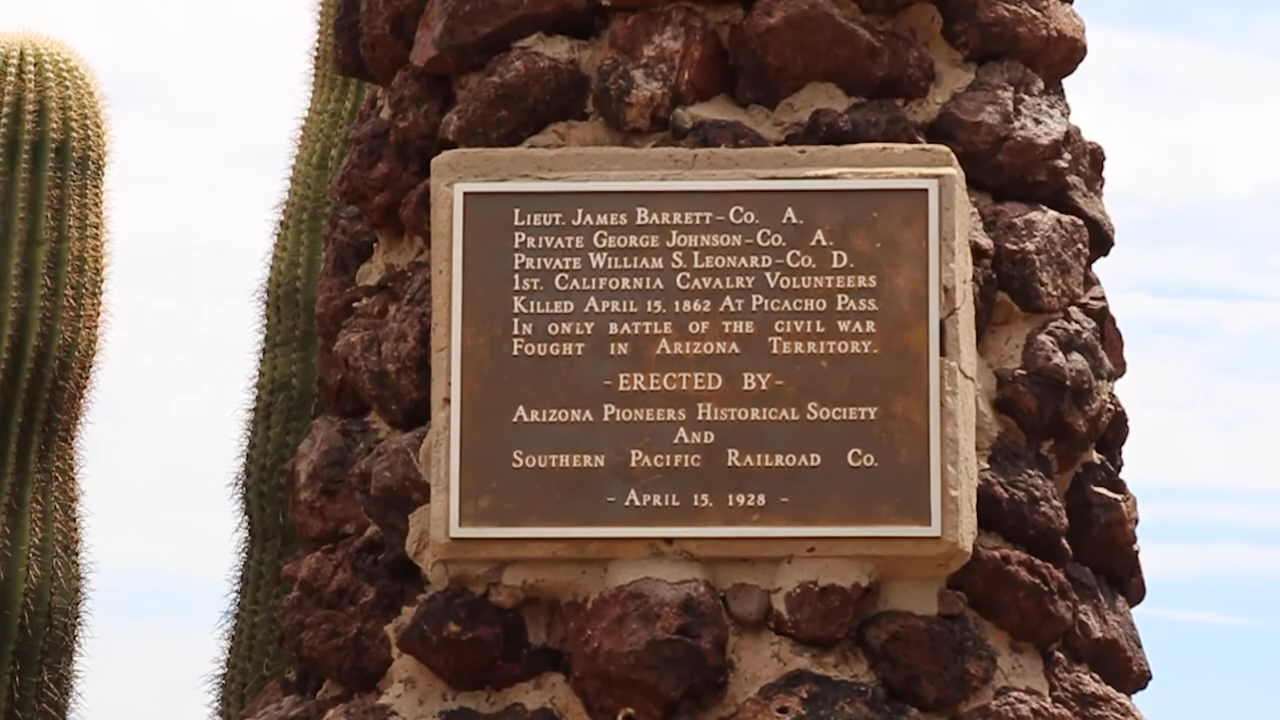 LIEUT. JAMES BARRETT-CO. A.
PRIVATE GEORGE JOHNSON-CO. A.
PRIVATE WILLIAM S. LEONARD-CO. D.
1ST. CALIFORNIA CAVALRY VOLUNTEERS
KILLED APRIL 15, 1862 AT PICACHO PASS.
IN ONLY BATTLE OF THE CIVIL WAR
FOUGHT IN ARIZONA TERRITORY.
-ERECTED BY-
ARIZONA PIONEERS HISTORICAL SOCIETY
AND
SOUTHERN PACIFIC RAILROAD CO.
- APRIL 15, 1928 -